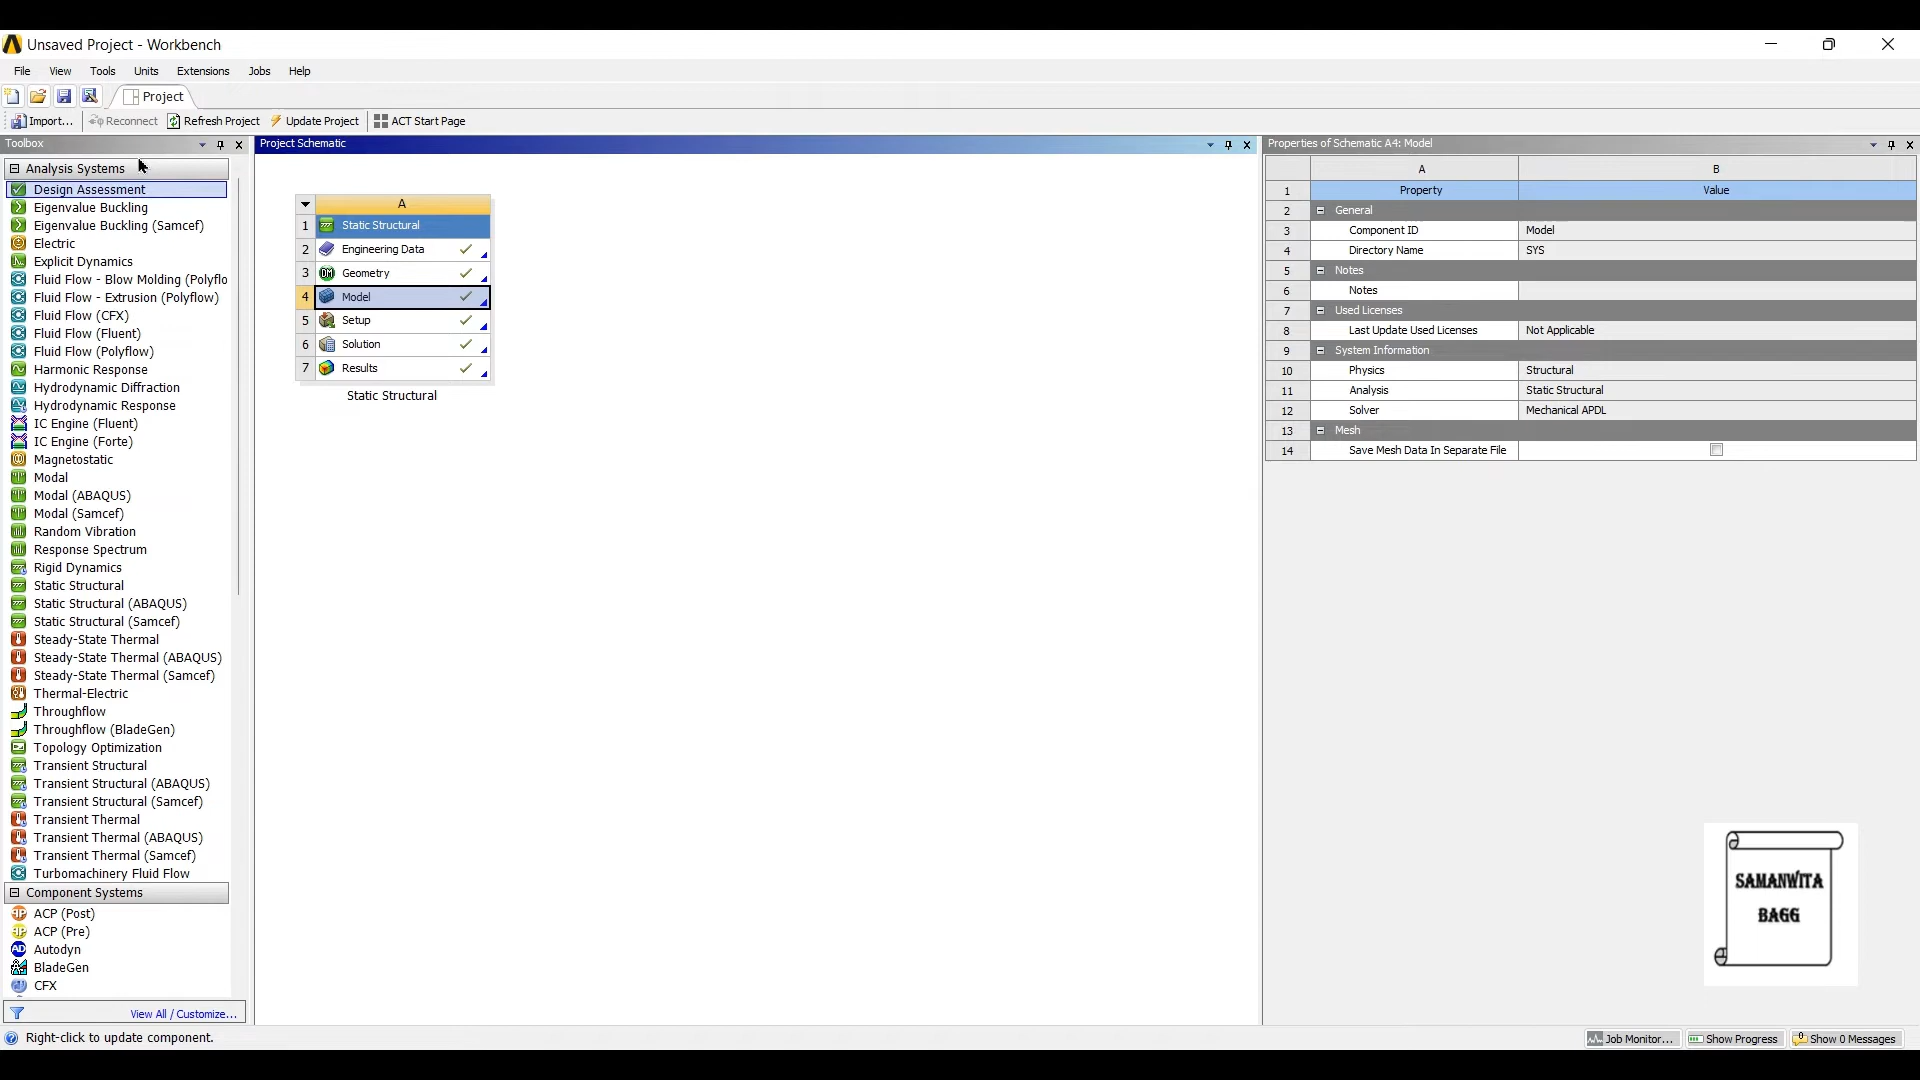 Unsaved Project - Workbench
File View Tools Units Extensions Jobs Help
Project
Import... Reconnect Refresh Project Update Project ACT Start Page
Toolbox
Analysis Systems
Design Assessment
Eigenvalue Buckling
Eigenvalue Buckling (Samcef)
Electric
Explicit Dynamics
Fluid Flow - Blow Molding (Polyflo
Fluid Flow - Extrusion (Polyflow)
Fluid Flow (CFX)
Fluid Flow (Fluent)
Fluid Flow (Polyflow)
Harmonic Response
Hydrodynamic Diffraction
Hydrodynamic Response
IC Engine (Fluent)
IC Engine (Forte)
Magnetostatic
Modal
Modal (ABAQUS)
Modal (Samcef)
Random Vibration
Response Spectrum
Rigid Dynamics
Static Structural
Static Structural (ABAQUS)
Static Structural (Samcef)
Steady-State Thermal
Steady-State Thermal (ABAQUS)
Steady-State Thermal (Samcef)
Thermal-Electric
Throughflow
Throughflow (BladeGen)
Topology Optimization
Transient Structural
Transient Structural (ABAQUS)
Transient Structural (Samcef)
Transient Thermal
Transient Thermal (ABAQUS)
Transient Thermal (Samcef)
Turbomachinery Fluid Flow
Component Systems
ACP (Post)
ACP (Pre)
Autodyn
BladeGen
CFX
View All / Customize...
Project Schematic
A
1 Static Structural
2 Engineering Data
3 Geometry
4 Model
5 Setup
6 Solution
7 Results
Static Structural
Properties of Schematic A4: Model
A B
1 Property Value
2 General
3 Component ID Model
4 Directory Name SYS
5 Notes
6 Notes
7 Used Licenses
8 Last Update Used Licenses Not Applicable
9 System Information
10 Physics Structural
11 Analysis Static Structural
12 Solver Mechanical APDL
13 Mesh
14 Save Mesh Data In Separate File
SAMANWITA
BAGG
Right-click to update component.
Job Monitor... Show Progress Show 0 Messages